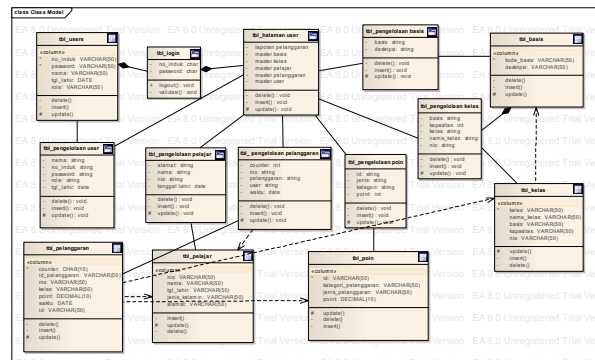 class Class Model
EA 8.0 Unregistered Trial Version
tbl_users
«column»
* no_induk: VARCHAR(50)
password: VARCHAR(50)
nama: VARCHAR(50)
tgl_lahir: DATE
role: VARCHAR(50)
- delete()
- insert()
# update()
tbl_login
- no_induk: char
- password: char
+ logout() : void
- validasi() : void
tbl_halaman user
- laporan pelanggaran
- master basis
- master kelas
- master pelajar
- master pelanggaran
- master user
- delete() : void
- insert() : void
# update() : void
tbl_pengelolaan basis
- basis: string
- deskripsi: string
- delete() : void
- insert() : void
# update() : void
tbl_basis
«column»
* kode_basis: VARCHAR(50)
deskripsi: VARCHAR(50)
- delete()
- insert()
# update()
tbl_pengelolaan kelas
- basis: string
- kapasitas: int
- kelas: string
- nama_kelas: string
- nis: string
- delete() : void
- insert() : void
# update() : void
tbl_pengelolaan user
- nama: string
- no_induk: string
- password: string
- role: string
- tgl_lahir: date
- delete() : void
- insert() : void
# update() : void
tbl_pengelolaan pelajar
- alamat: string
- nama: string
- nis: string
- tanggal lahir: date
- delete() : void
- insert() : void
# update() : void
tbl_ pengelolaan pelanggaran
- counter: int
- nis: string
- pelanggaran: string
- user: string
- waktu: date
- delete() : void
- insert() : void
# update() : void
tbl_pengelolaan poin
- id: string
- jenis: string
- kategori: string
- point: int
- delete() : void
- insert() : void
# update() : void
tbl_kelas
«column»
* kelas: VARCHAR(50)
nama_kelas: VARCHAR(50)
basis: VARCHAR(50)
kapasitas: VARCHAR(50)
nis: VARCHAR(50)
# update()
- insert()
- delete()
tbl_pelanggaran
«column»
* counter: CHAR(10)
id_pelanggaran: VARCHAR(50)
nis: VARCHAR(50)
kelas: VARCHAR(50)
point: DECIMAL(10)
waktu: DATE
id: VARCHAR(50)
- delete()
- insert()
# update()
tbl_pelajar
«column»
* nis: VARCHAR(50)
nama: VARCHAR(50)
tgl_lahir: VARCHAR(50)
jenis_kelamin: VARCHAR(50)
alamat: VARCHAR(50)
- insert()
# update()
- delete()
tbl_poin
«column»
* id: VARCHAR(50)
kategori_pelanggaran: VARCHAR(50)
jenis_pelanggaran: VARCHAR(50)
point: DECIMAL(10)
# update()
- delete()
- insert()